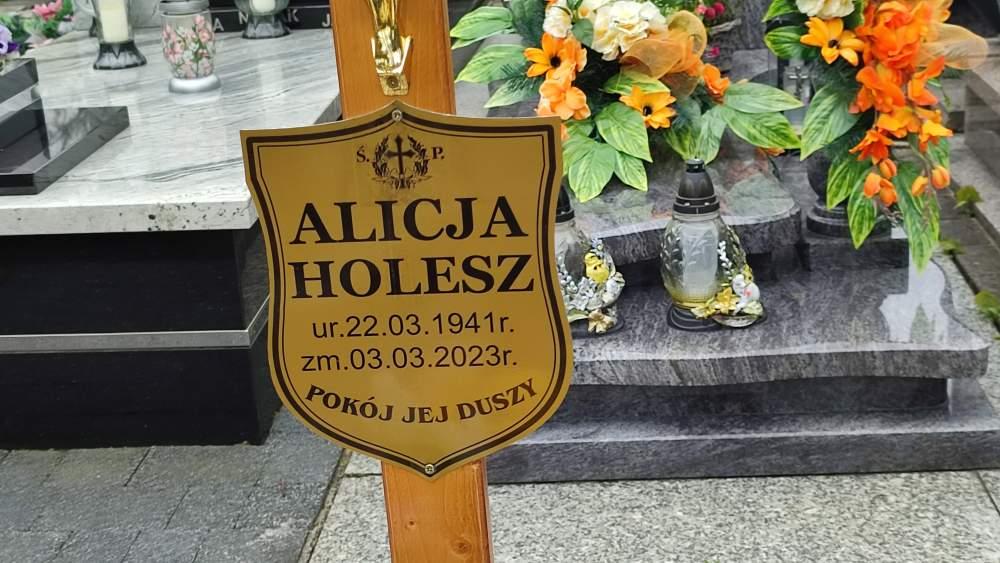 Ś. P.
ALICJA
HOLESZ
ur.22.03.1941r.
zm.03.03.2023r.
POKÓJ JEJ DUSZY